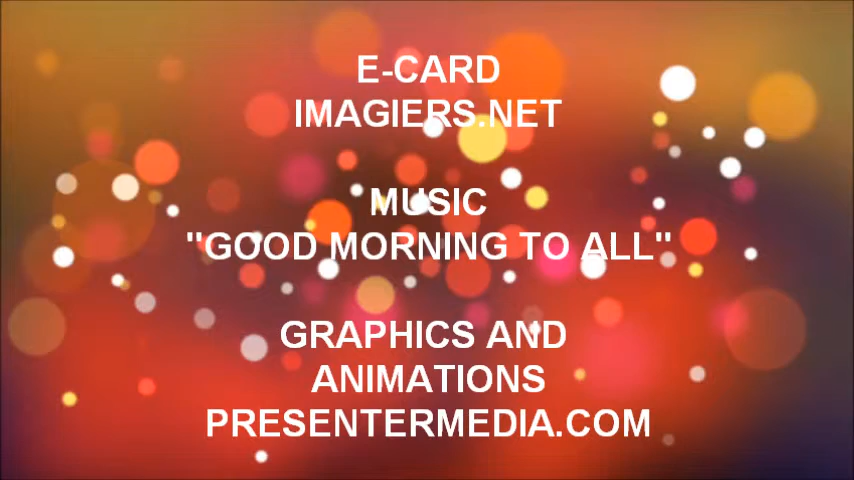 E-CARD
IMAGIERS.NET
MUSIC
"GOOD MORNING TO ALL"
GRAPHICS AND
ANIMATIONS
PRESENTERMEDIA.COM